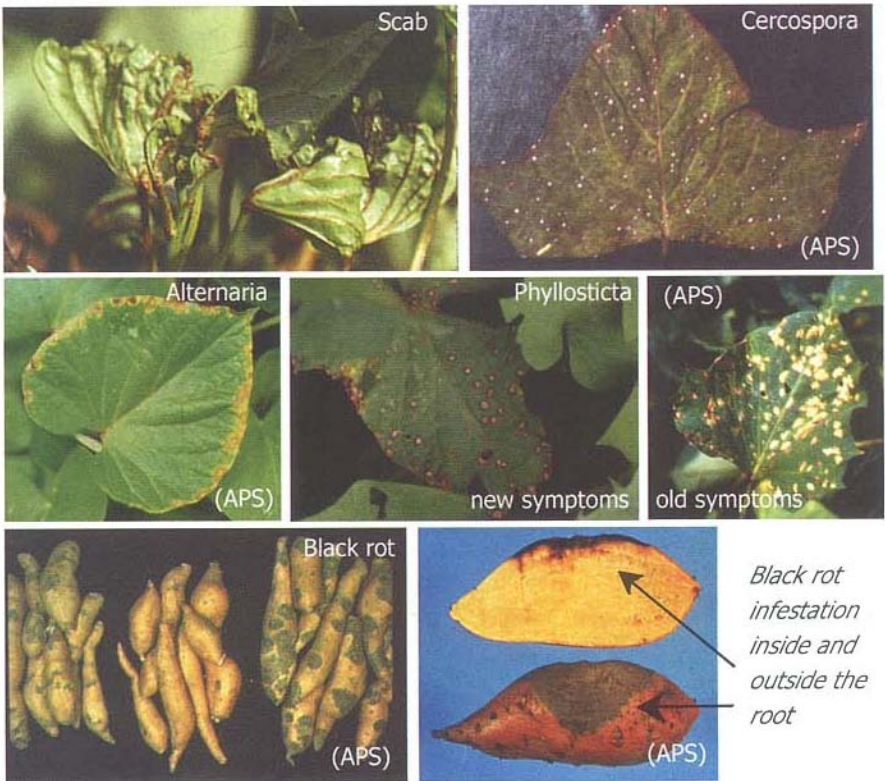 Scab
Cercospora
(APS)
Alternaria
(APS)
Phyllosticta
new symptoms
(APS)
old symptoms
Black rot
(APS)
(APS)
Black rot
infestation
inside and
outside the
root